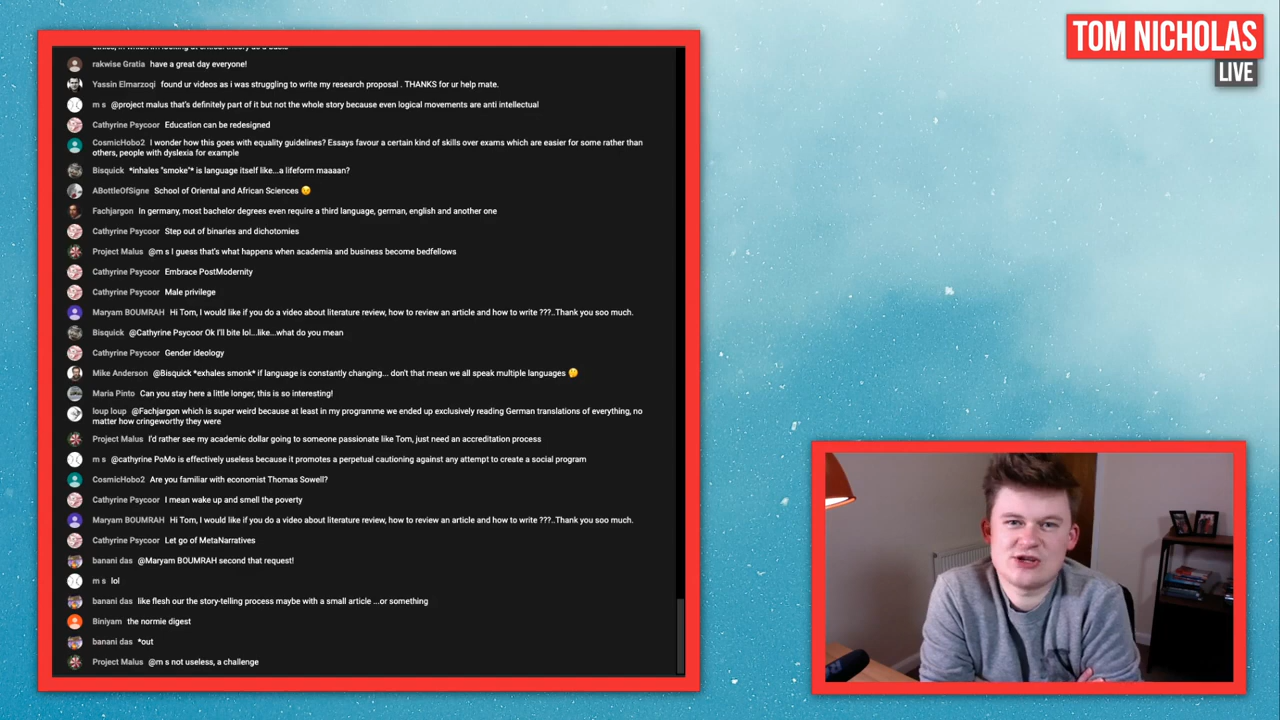 TOM NICHOLAS
LIVE
rakwise Gratia have a great day everyone!
Yassin Elmarzoqi found ur videos as i was struggling to write my research proposal . THANKS for ur help mate.
m s @project malus that's definitely part of it but not the whole story because even logical movements are anti intellectual
Cathyrine Psycoor Education can be redesigned
CosmicHobo2 I wonder how this goes with equality guidelines? Essays favour a certain kind of skills over exams which are easier for some rather than
others, people with dyslexia for example
Bisquick *inhales "smoke"* is language itself like...a lifeform maaaan?
ABottleOfSigne School of Oriental and African Sciences 😉
Fachjargon In germany, most bachelor degrees even require a third language, german, english and another one
Cathyrine Psycoor Step out of binaries and dichotomies
Project Malus @m s I guess that's what happens when academia and business become bedfellows
Cathyrine Psycoor Embrace PostModernity
Cathyrine Psycoor Male privilege
Maryam BOUMRAH Hi Tom, I would like if you do a video about literature review, how to review an article and how to write ???..Thank you soo much.
Bisquick @Cathyrine Psycoor Ok I'll bite lol...like...what do you mean
Cathyrine Psycoor Gender ideology
Mike Anderson @Bisquick *exhales smonk* if language is constantly changing... don't that mean we all speak multiple languages 🤔
Maria Pinto Can you stay here a little longer, this is so interesting!
loup loup @Fachjargon which is super weird because at least in my programme we ended up exclusively reading German translations of everything, no
matter how cringeworthy they were
Project Malus I'd rather see my academic dollar going to someone passionate like Tom, just need an accreditation process
m s @cathyrine PoMo is effectively useless because it promotes a perpetual cautioning against any attempt to create a social program
CosmicHobo2 Are you familiar with economist Thomas Sowell?
Cathyrine Psycoor I mean wake up and smell the poverty
Maryam BOUMRAH Hi Tom, I would like if you do a video about literature review, how to review an article and how to write ???..Thank you soo much.
Cathyrine Psycoor Let go of MetaNarratives
banani das @Maryam BOUMRAH second that request!
m s lol
banani das like flesh our the story-telling process maybe with a small article ...or something
Biniyam the normie digest
banani das *out
Project Malus @m s not useless, a challenge